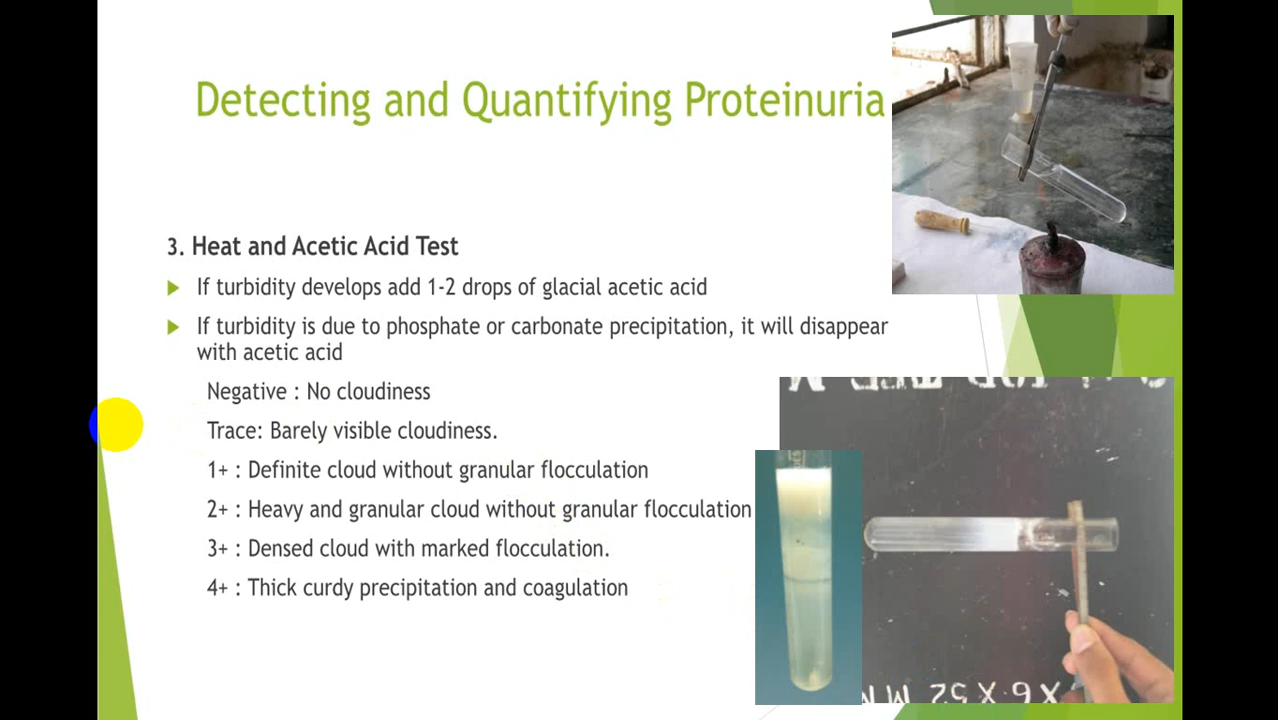 Detecting and Quantifying Proteinuria
3. Heat and Acetic Acid Test
If turbidity develops add 1-2 drops of glacial acetic acid
If turbidity is due to phosphate or carbonate precipitation, it will disappear
with acetic acid
Negative : No cloudiness
Trace: Barely visible cloudiness.
1+ : Definite cloud without granular flocculation
2+ : Heavy and granular cloud without granular flocculation
3+ : Densed cloud with marked flocculation.
4+ : Thick curdy precipitation and coagulation